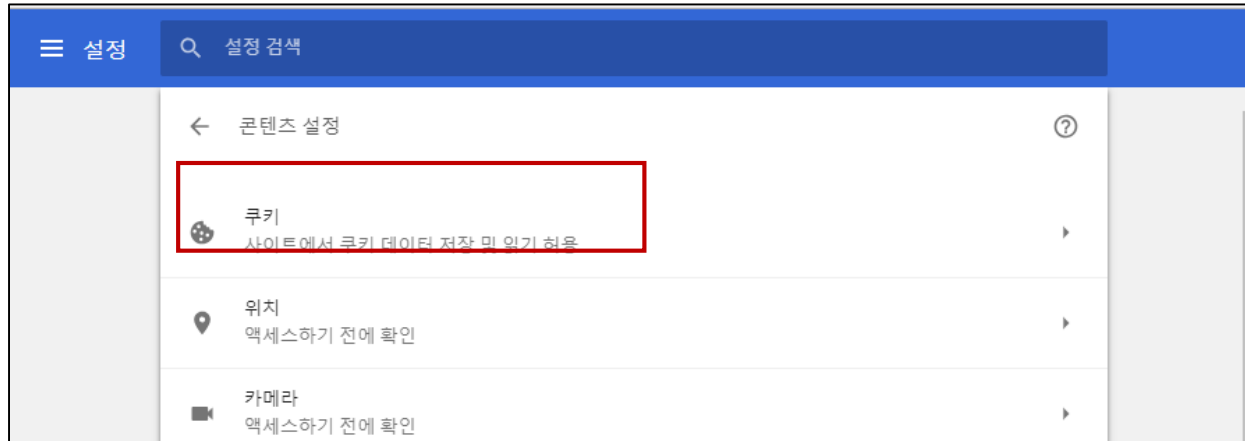 설정
설정 검색
콘텐츠 설정
쿠키
사이트에서 쿠키 데이터 저장 및 읽기 허용
위치
액세스하기 전에 확인
카메라
액세스하기 전에 확인